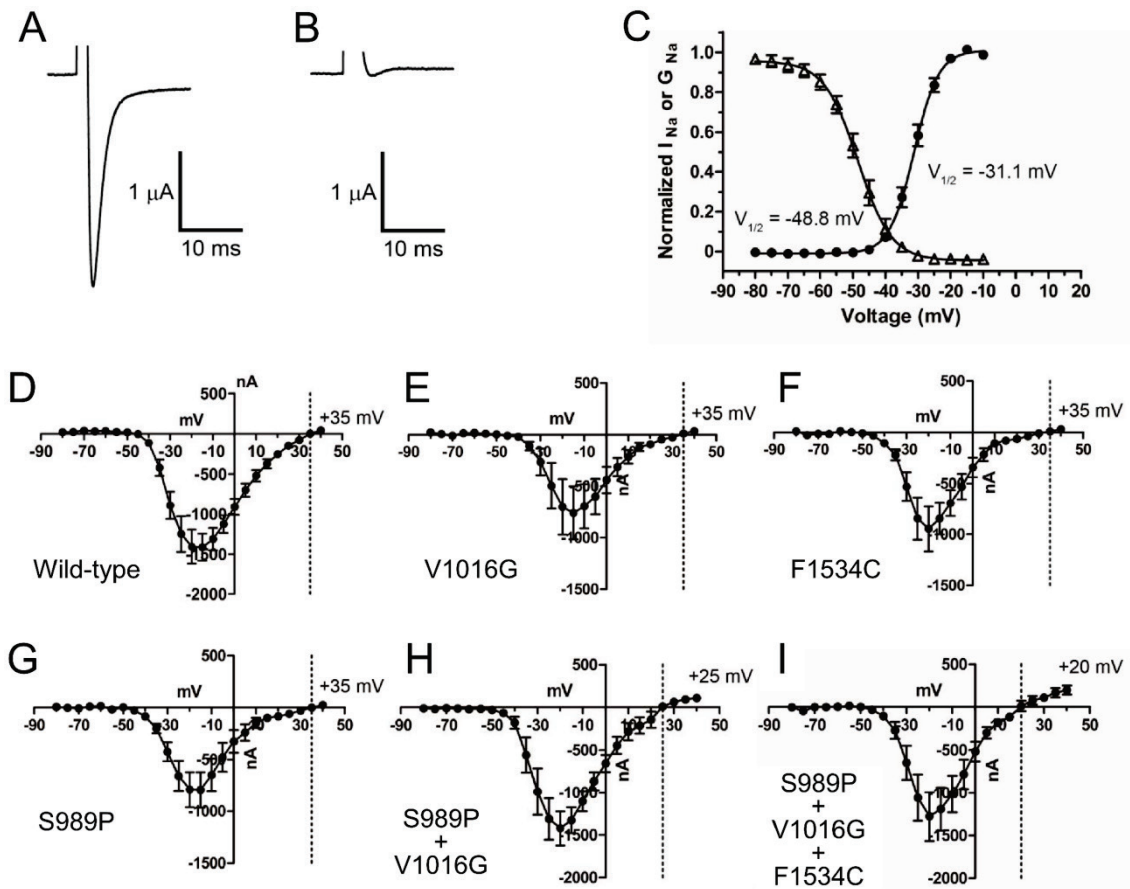 A
1 μA
10 ms
B
1 μA
10 ms
C
Normalized I Na or G Na
1.0
0.8
0.6
0.4
0.2
0
V1/2 = -31.1 mV
V1/2 = -48.8 mV
-90 -80 -70 -60 -50 -40 -30 -20 -10 0 10 20
Voltage (mV)
D
nA
500
mV
+35 mV
-90 -70 -50 -30 -10 10 30 50
-500
-1000
-1500
-2000
Wild-type
E
500
mV
+35 mV
-90 -70 -50 -30 -10 10 30 50
-500
nA
-1000
-1500
V1016G
F
500
mV
+35 mV
-90 -70 -50 -30 -10 10 30 50
-500
nA
-1000
-1500
F1534C
G
500
mV
+35 mV
-90 -70 -50 -30 -10 10 30 50
-500
nA
-1000
-1500
S989P
H
500
mV
+25 mV
-90 -70 -50 -30 -10 10 30 50
-500
nA
-1000
-1500
-2000
S989P
+
V1016G
I
500
mV
+20 mV
-90 -70 -50 -30 -10 10 30 50
-500
nA
-1000
-1500
-2000
S989P
+
V1016G
+
F1534C